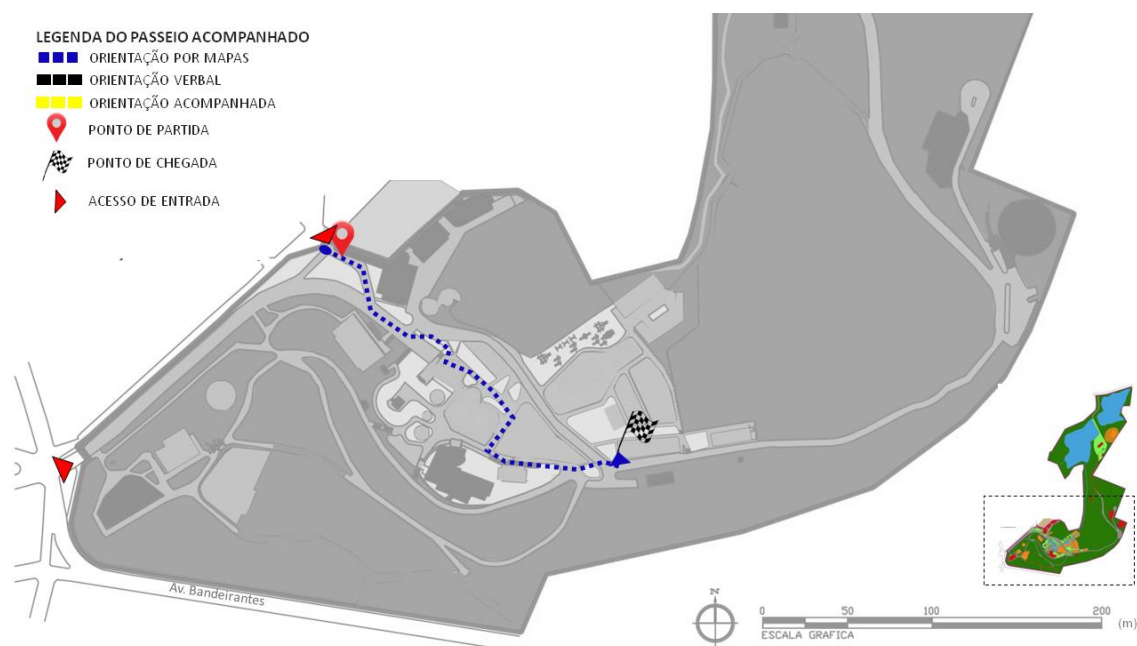 LEGENDA DO PASSEIO ACOMPANHADO
ORIENTAÇÃO POR MAPAS
ORIENTAÇÃO VERBAL
ORIENTAÇÃO ACOMPANHADA
PONTO DE PARTIDA
PONTO DE CHEGADA
ACESSO DE ENTRADA
Av. Bandeirantes
N
0 50 100 200 (m)
ESCALA GRAFICA